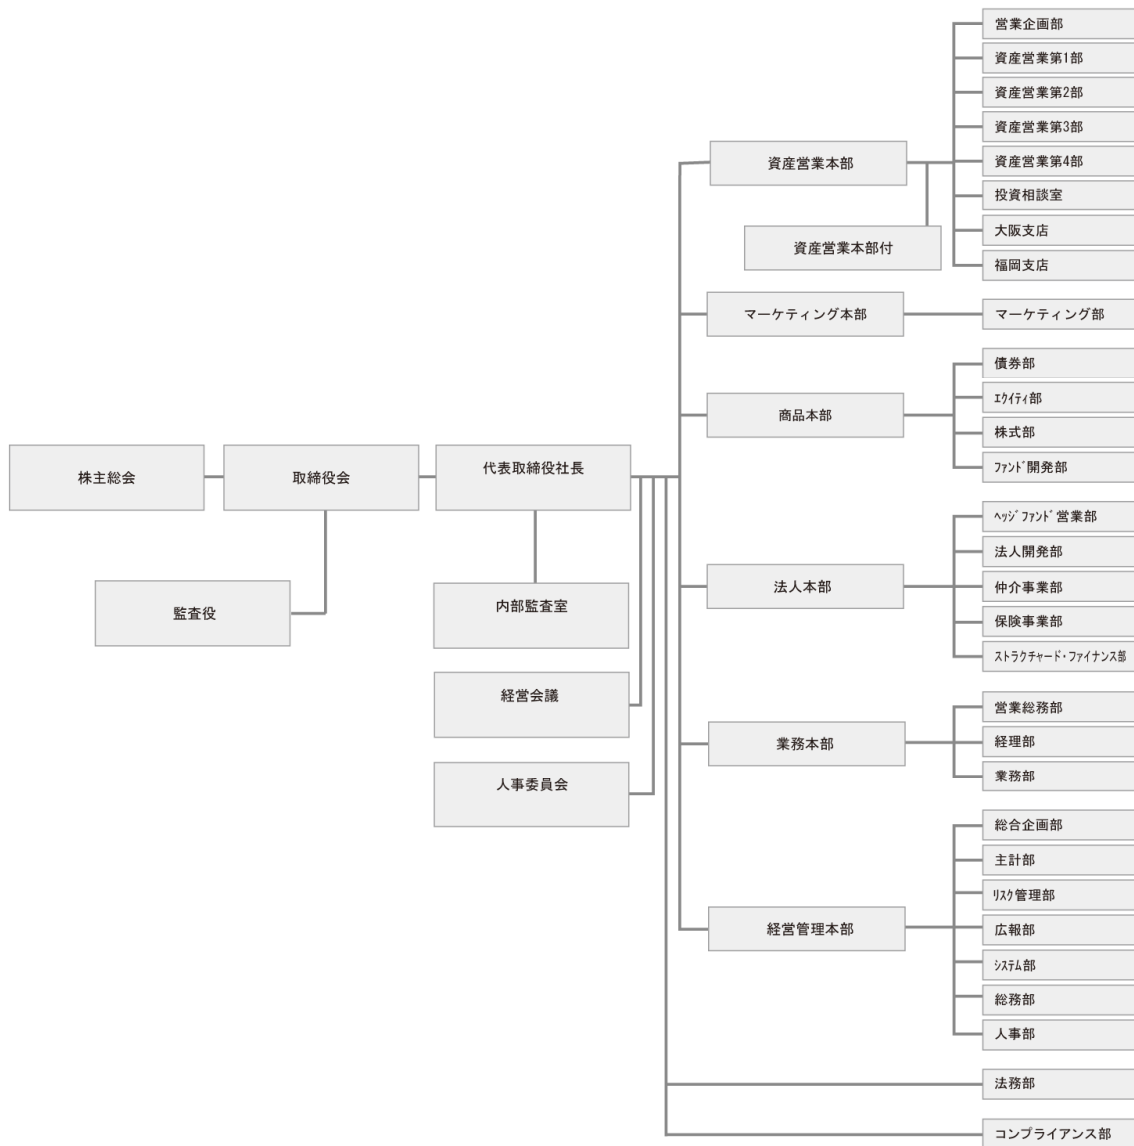 株主総会
取締役会
監査役
代表取締役社長
内部監査室
経営会議
人事委員会
資産営業本部
資産営業本部付
営業企画部
資産営業第1部
資産営業第2部
資産営業第3部
資産営業第4部
投資相談室
大阪支店
福岡支店
マーケティング本部
マーケティング部
商品本部
債券部
ｴｸｲﾃｨ部
株式部
ﾌｧﾝﾄﾞ開発部
法人本部
ﾍｯｼﾞﾌｧﾝﾄﾞ営業部
法人開発部
仲介事業部
保険事業部
ストラクチャード・ファイナンス部
業務本部
営業総務部
経理部
業務部
経営管理本部
総合企画部
主計部
ﾘｽｸ管理部
広報部
ｼｽﾃﾑ部
総務部
人事部
法務部
コンプライアンス部